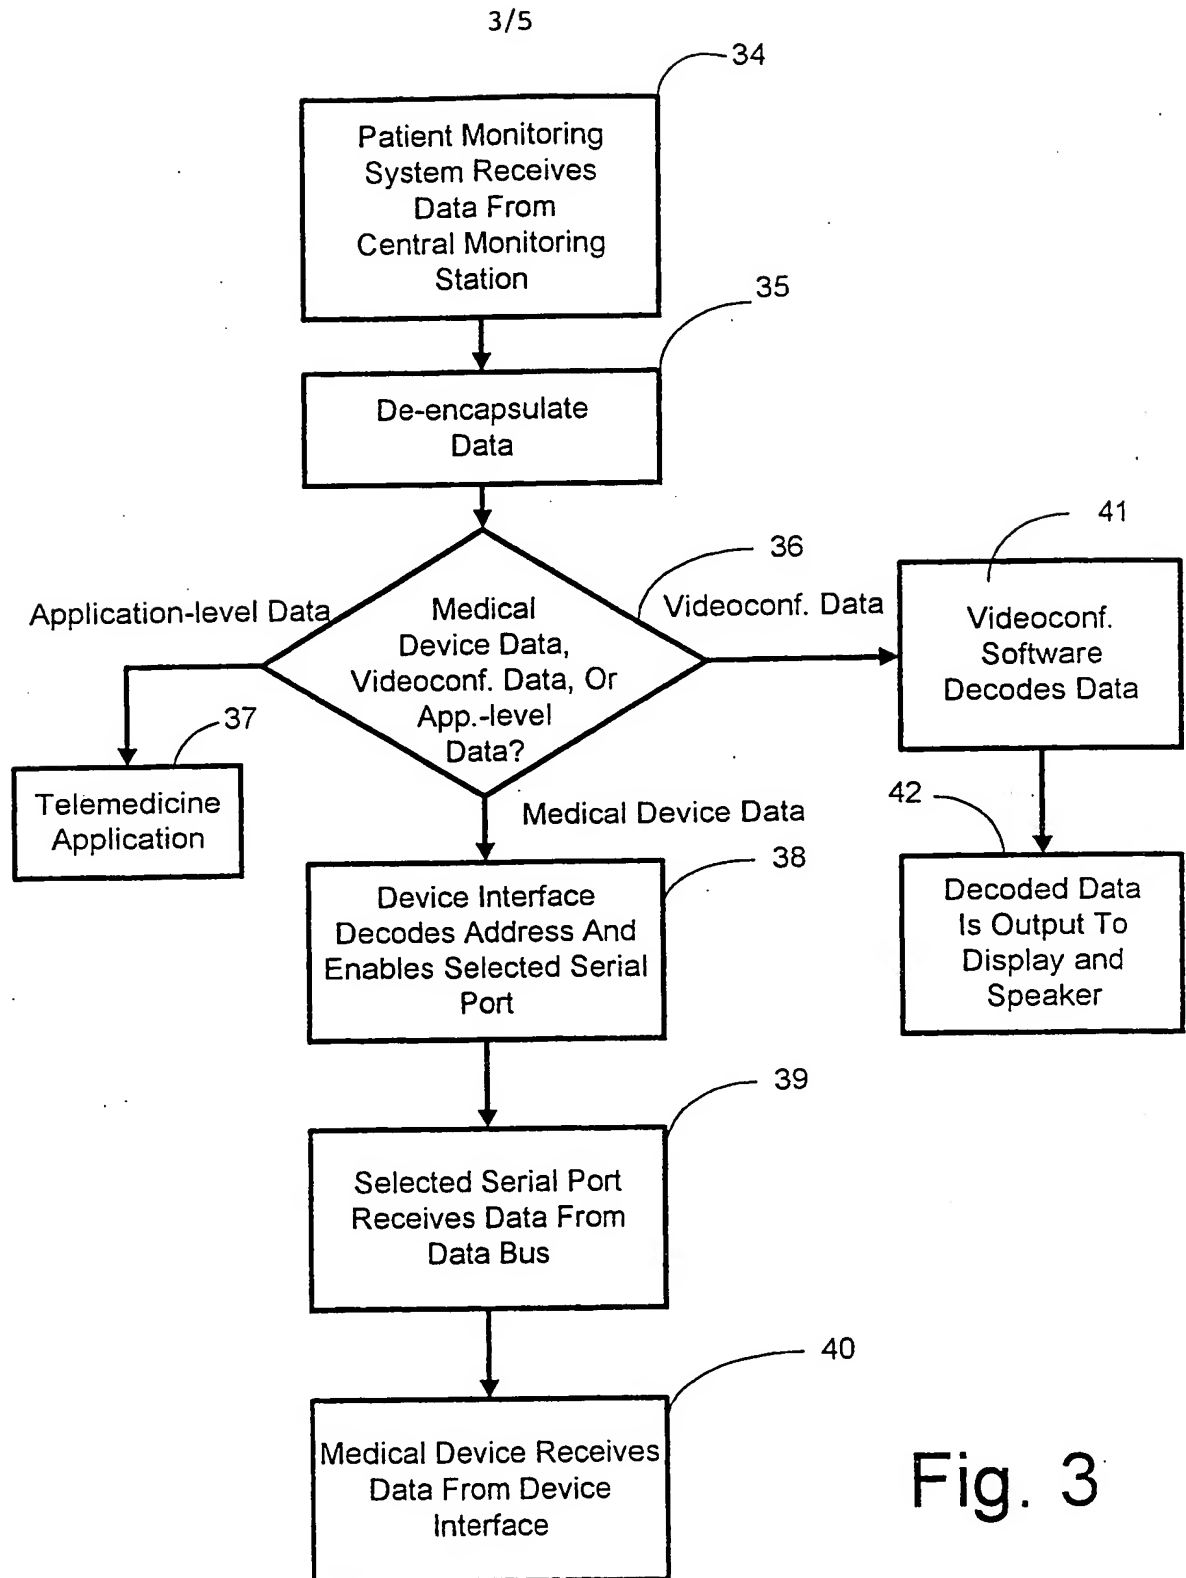 3/5
34
Patient Monitoring
System Receives
Data From
Central Monitoring
Station
35
De-encapsulate
Data
36
Application-level Data
Medical
Device Data,
Videoconf. Data, Or
App.-level
Data?
Videoconf. Data
41
Videoconf.
Software
Decodes Data
37
Telemedicine
Application
Medical Device Data
42
Decoded Data
Is Output To
Display and
Speaker
38
Device Interface
Decodes Address And
Enables Selected Serial
Port
39
Selected Serial Port
Receives Data From
Data Bus
40
Medical Device Receives
Data From Device
Interface
Fig. 3